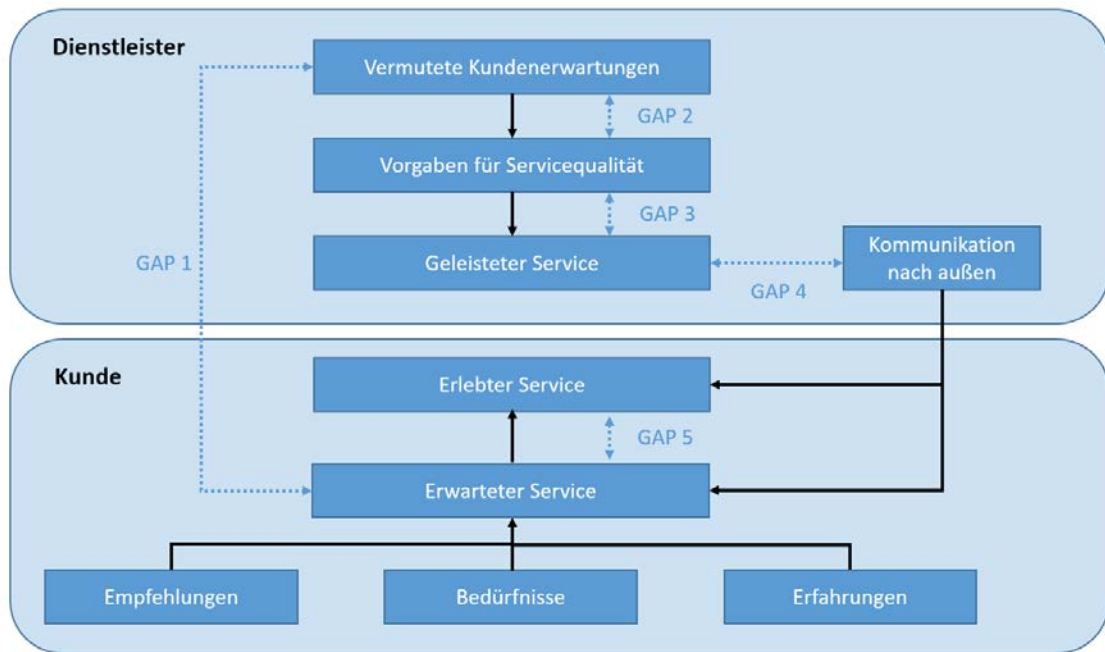 Dienstleister
Vermutete Kundenerwartungen
GAP 2
Vorgaben für Servicequalität
GAP 3
Geleisteter Service
Kommunikation
nach außen
GAP 1
GAP 4
Kunde
Erlebter Service
GAP 5
Erwarteter Service
Empfehlungen
Bedürfnisse
Erfahrungen